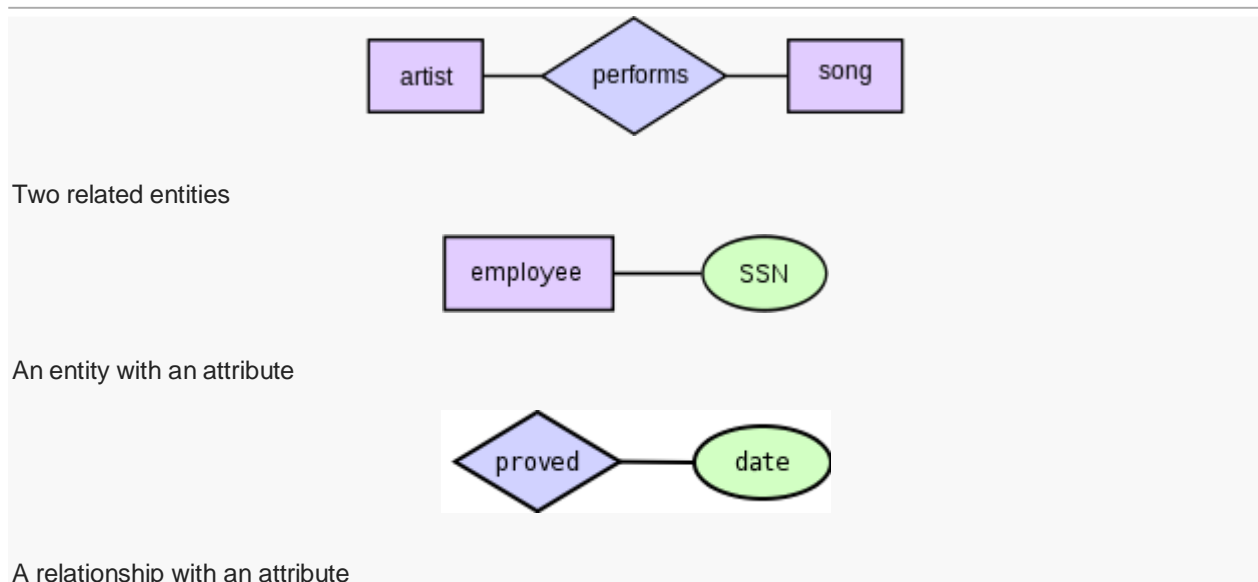 artist performs song
Two related entities
employee SSN
An entity with an attribute
proved date
A relationship with an attribute